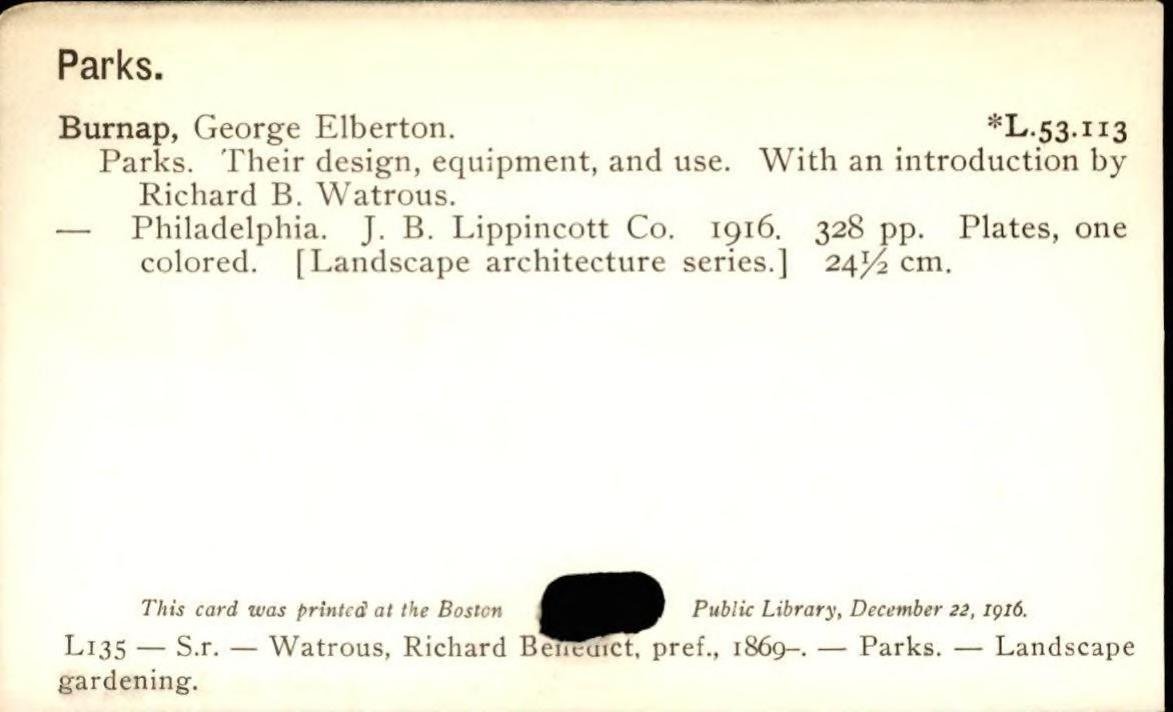 Parks.
Burnap, George Elberton. *L.53.113
Parks. Their design, equipment, and use. With an introduction by
Richard B. Watrous.
— Philadelphia. J. B. Lippincott Co. 1916. 328 pp. Plates, one
colored. [Landscape architecture series.] 24½ cm.
This card was printed at the Boston Public Library, December 22, 1916.
L135 — S.r. — Watrous, Richard Benedict, pref., 1869-. — Parks. — Landscape
gardening.